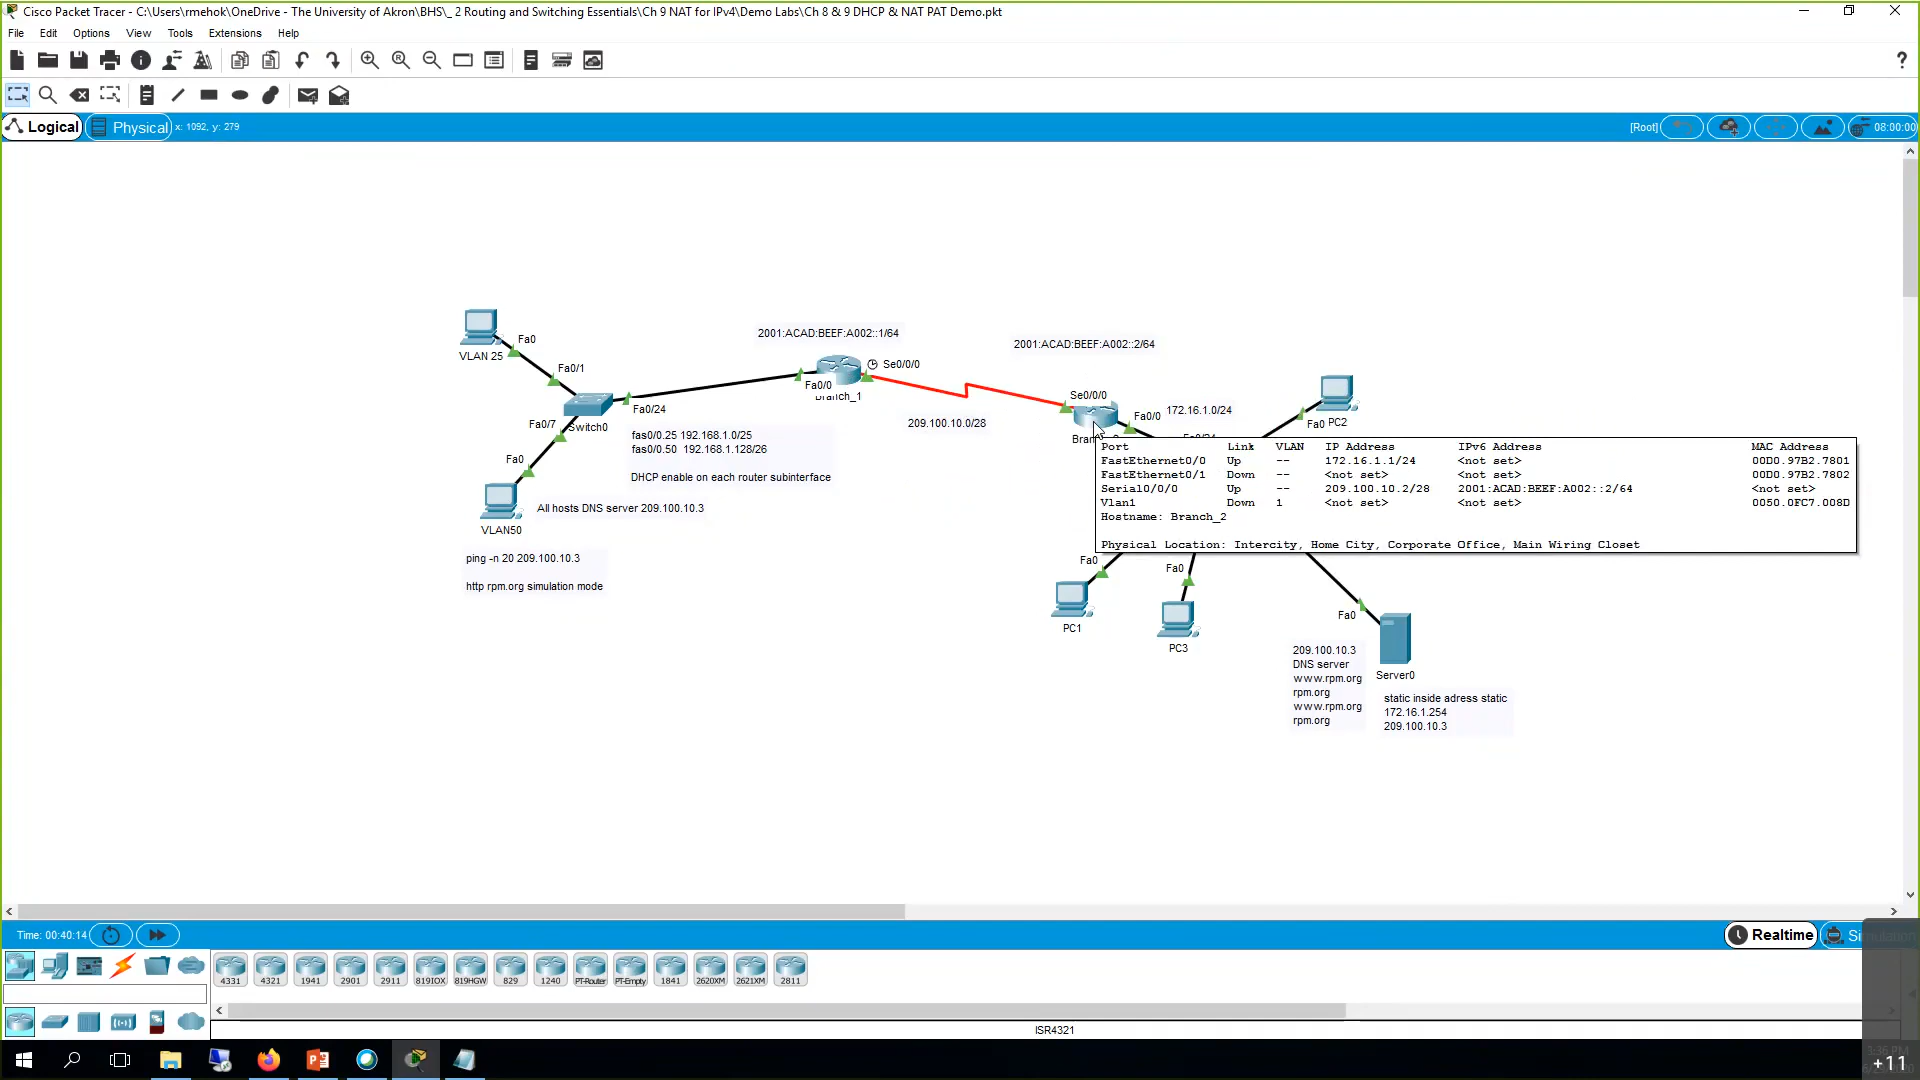 Cisco Packet Tracer - C:\Users\rmehok\OneDrive - The University of Akron\BHS\_ 2 Routing and Switching Essentials\Ch 9 NAT for IPv4\Demo Labs\Ch 8 & 9 DHCP & NAT PAT Demo.pkt
File Edit Options View Tools Extensions Help
?
Logical Physical x: 1092, y: 279 [Root] 08:00:00
VLAN 25
Fa0
Fa0/1
Fa0/7
Switch0
Fa0/24
Fa0
VLAN50
fas0/0.25 192.168.1.0/25
fas0/0.50 192.168.1.128/26
DHCP enable on each router subinterface
All hosts DNS server 209.100.10.3
ping -n 20 209.100.10.3
http rpm.org simulation mode
2001:ACAD:BEEF:A002::1/64
Se0/0/0
Fa0/0
Branch_1
209.100.10.0/28
2001:ACAD:BEEF:A002::2/64
Se0/0/0
Fa0/0 172.16.1.0/24
Fa0 PC2
Port Link VLAN IP Address IPv6 Address MAC Address
FastEthernet0/0 Up -- 172.16.1.1/24 <not set> 00D0.97B2.7801
FastEthernet0/1 Down -- <not set> <not set> 00D0.97B2.7802
Serial0/0/0 Up -- 209.100.10.2/28 2001:ACAD:BEEF:A002::2/64 <not set>
Vlan1 Down 1 <not set> <not set> 0050.0FC7.008D
Hostname: Branch_2
Physical Location: Intercity, Home City, Corporate Office, Main Wiring Closet
Fa0
PC1
Fa0
PC3
Fa0
Server0
209.100.10.3
DNS server
www.rpm.org
rpm.org
www.rpm.org
rpm.org
static inside adress static
172.16.1.254
209.100.10.3
Time: 00:40:14 Realtime
4331 4321 1941 2901 2911 819IOX 819HGW 829 1240 PT-Router PT-Empty 1841 2620XM 2621XM 2811
ISR4321
+11